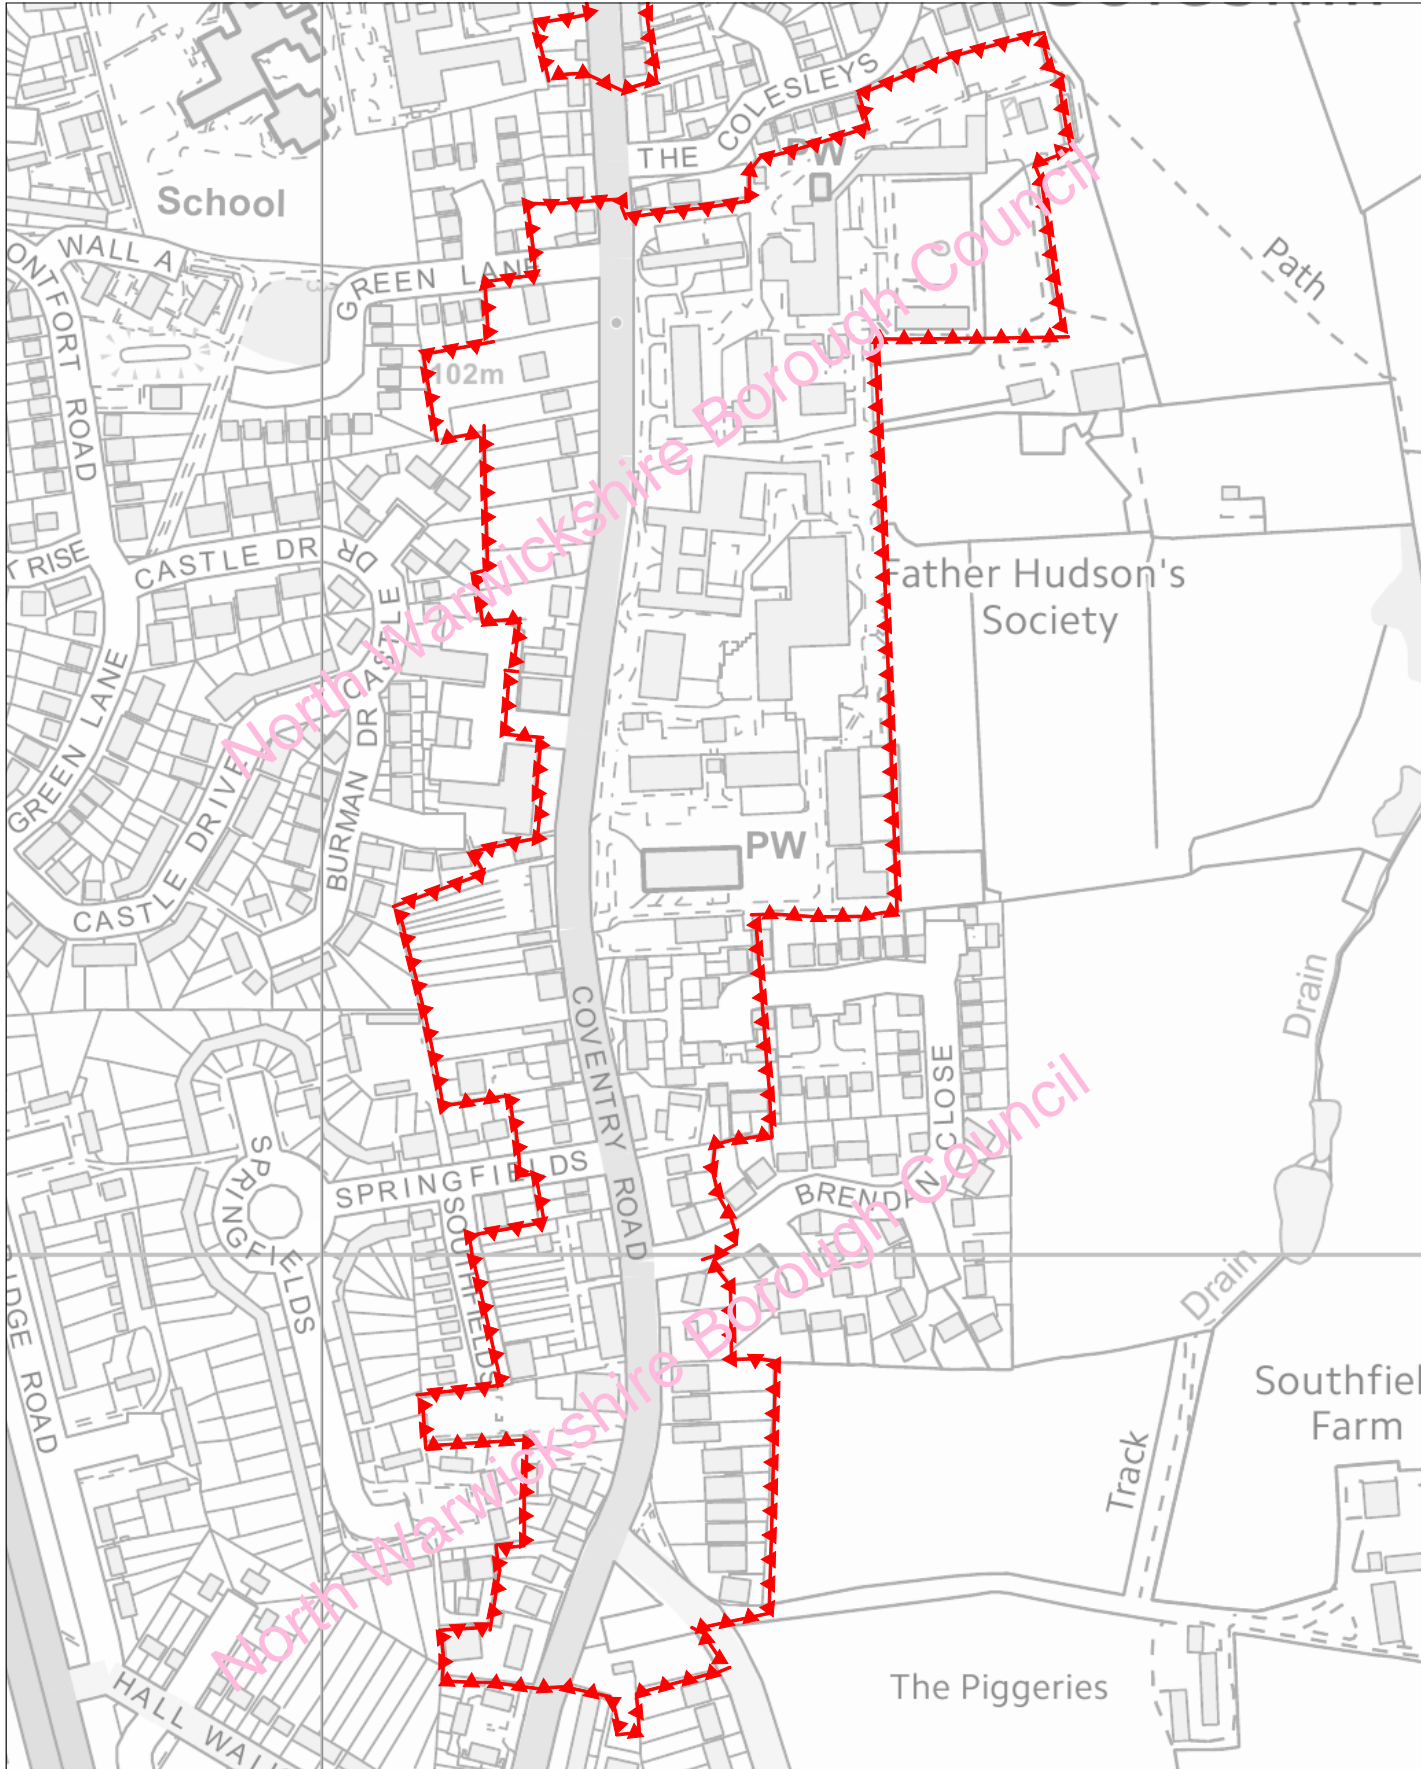 THE COLESLEYS
PW
School
WALL A
ONTFORT ROAD
GREEN LANE
Path
102m
CASTLE DR
CASTLE DR
T RISE
Father Hudson's
Society
GREEN LANE
CASTLE DRIVE
BURMAN DR
PW
COVENTRY ROAD
Drain
CLOSE
SPRINGFIELDS
SPRINGFIELDS
SOUTHFIELDS
BRENDAN
Drain
IDGE ROAD
Southfiel
Farm
Track
The Piggeries
HALL WAL
North Warwickshire Borough Council
North Warwickshire Borough Council